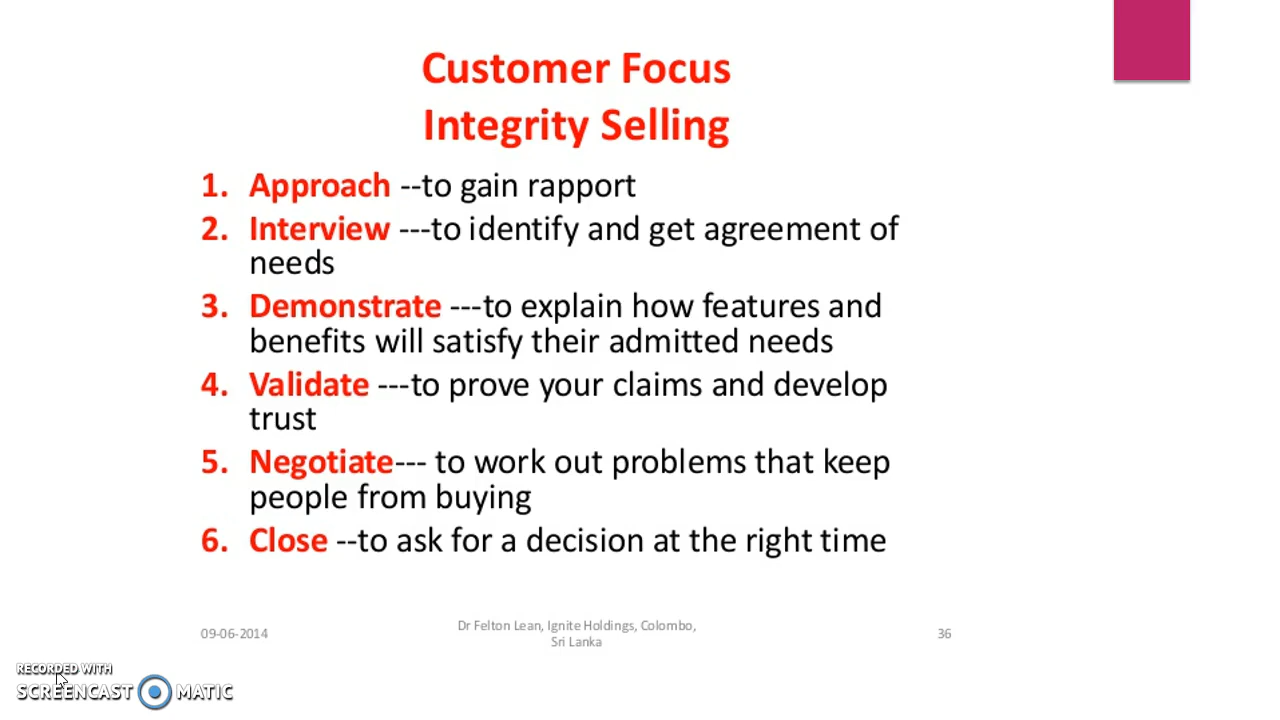 Customer Focus
Integrity Selling
1. Approach --to gain rapport
2. Interview ---to identify and get agreement of
needs
3. Demonstrate ---to explain how features and
benefits will satisfy their admitted needs
4. Validate ---to prove your claims and develop
trust
5. Negotiate--- to work out problems that keep
people from buying
6. Close --to ask for a decision at the right time
09-06-2014
Dr Felton Lean, Ignite Holdings, Colombo,
Sri Lanka
36
RECORDED WITH
SCREENCAST MATIC